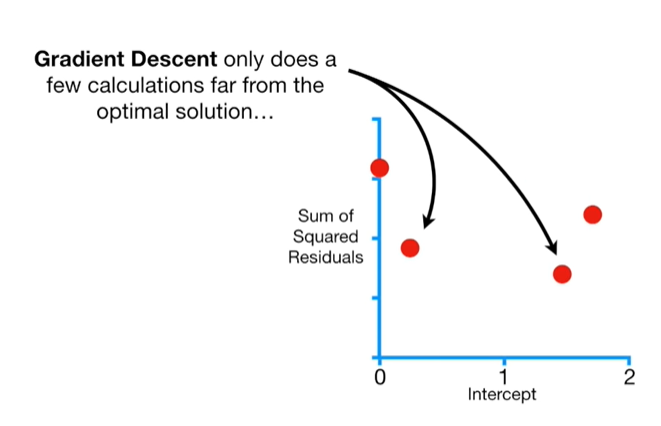 Gradient Descent only does a
few calculations far from the
optimal solution…
Sum of
Squared
Residuals
0
1
2
Intercept